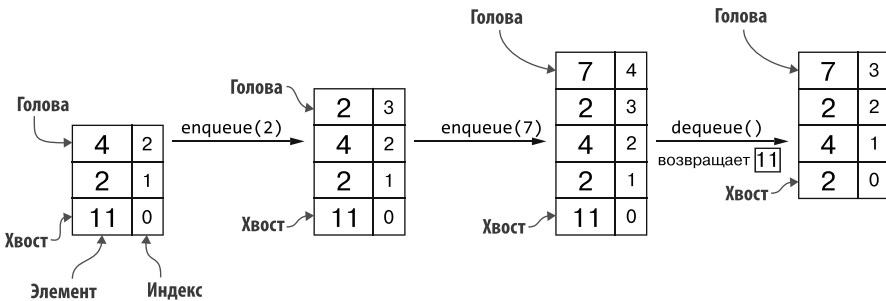 Голова
4 2
2 1
11 0
Хвост
Элемент
Индекс
enqueue(2)
Голова
2 3
4 2
2 1
11 0
Хвост
enqueue(7)
Голова
7 4
2 3
4 2
2 1
11 0
Хвост
dequeue()
возвращает 11
Голова
7 3
2 2
4 1
2 0
Хвост